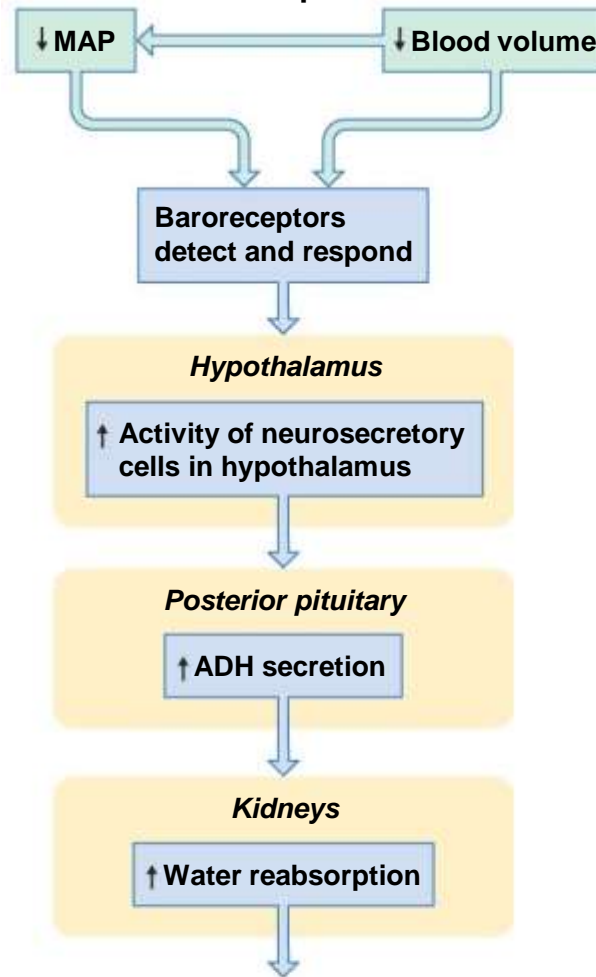 ↓ MAP
↓ Blood volume
Baroreceptors
detect and respond
Hypothalamus
↑ Activity of neurosecretory
cells in hypothalamus
Posterior pituitary
↑ ADH secretion
Kidneys
↑ Water reabsorption